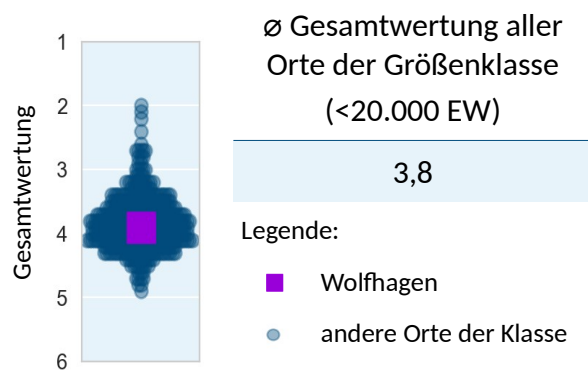 Gesamtwertung
1
2
3
4
5
6
⌀ Gesamtwertung aller
Orte der Größenklasse
(<20.000 EW)
3,8
Legende:
Wolfhagen
andere Orte der Klasse